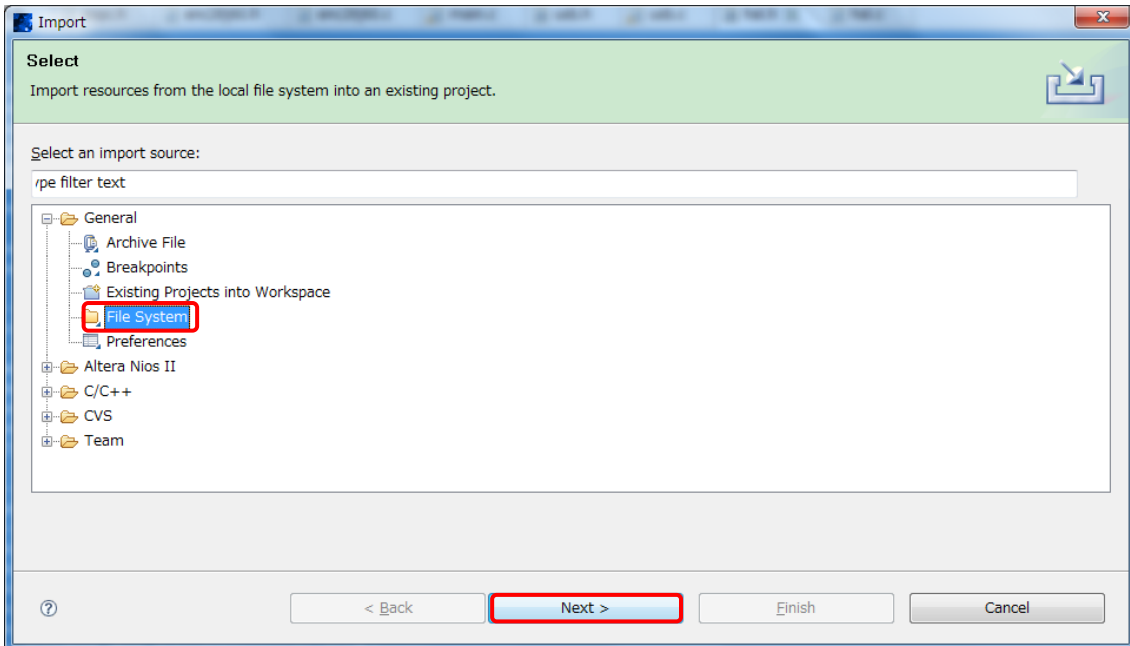 Import
Select
Import resources from the local file system into an existing project.
Select an import source:
ype filter text
General
Archive File
Breakpoints
Existing Projects into Workspace
File System
Preferences
Altera Nios II
C/C++
CVS
Team
< Back
Next >
Finish
Cancel